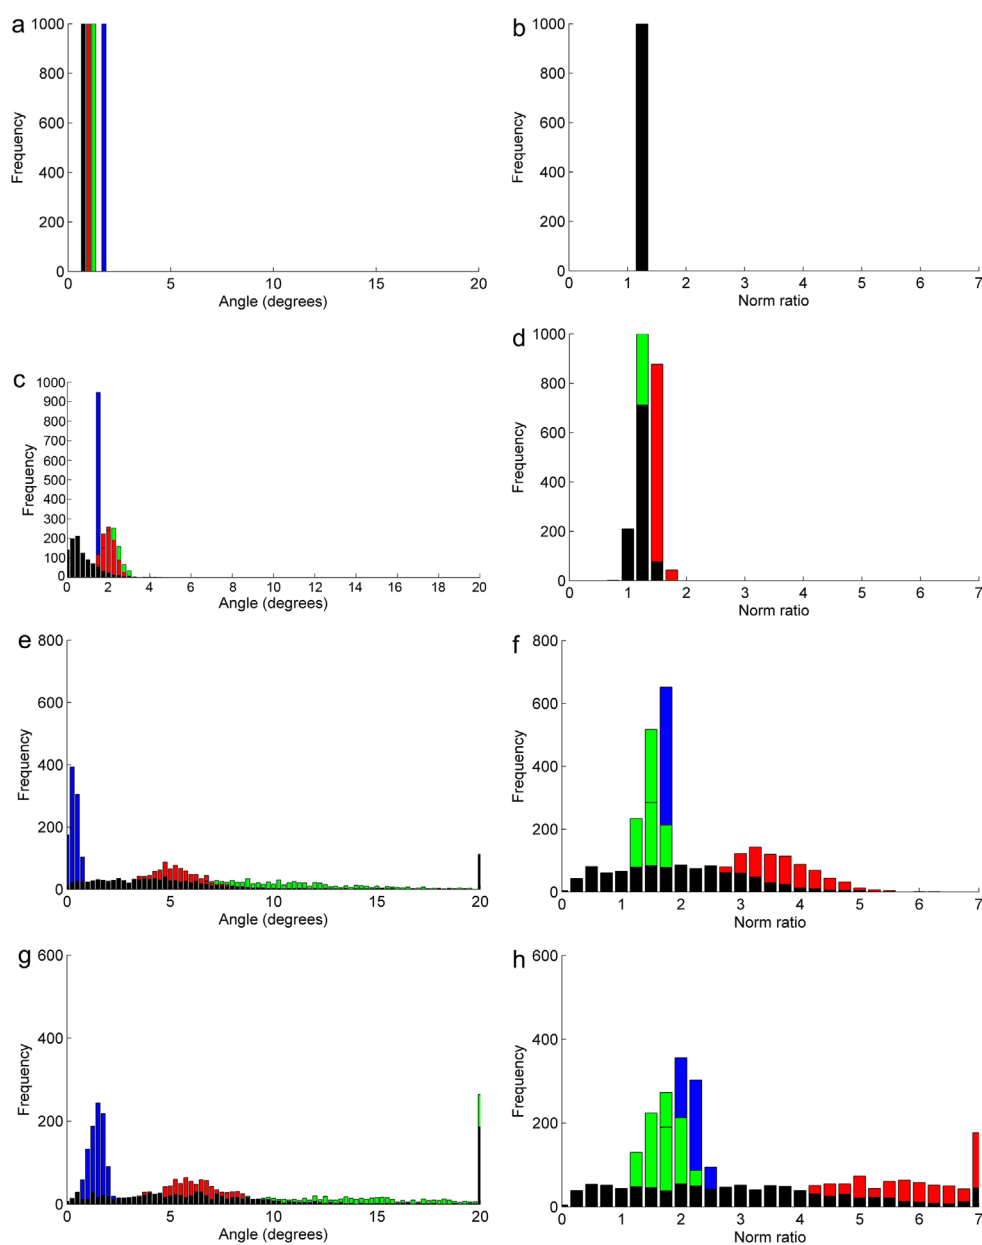 a
1000
800
600
400
200
0
Frequency
0 5 10 15 20
Angle (degrees)
b
1000
800
600
400
200
0
Frequency
0 1 2 3 4 5 6 7
Norm ratio
c
1000
900
800
700
600
500
400
300
200
100
0
Frequency
0 2 4 6 8 10 12 14 16 18 20
Angle (degrees)
d
1000
800
600
400
200
0
Frequency
0 1 2 3 4 5 6 7
Norm ratio
e
800
600
400
200
0
Frequency
0 5 10 15 20
Angle (degrees)
f
800
600
400
200
0
Frequency
0 1 2 3 4 5 6 7
Norm ratio
g
600
400
200
0
Frequency
0 5 10 15 20
Angle (degrees)
h
600
400
200
0
Frequency
0 1 2 3 4 5 6 7
Norm ratio